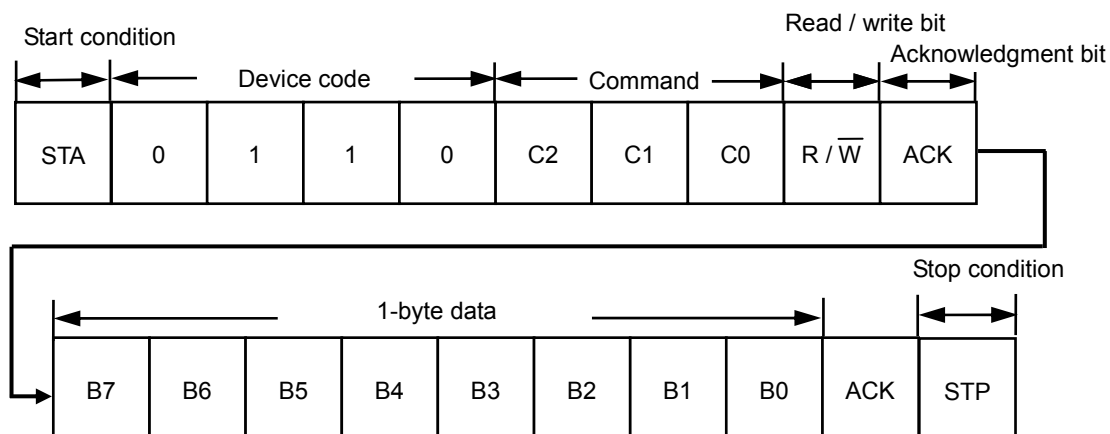 Read / write bit
Start condition
Acknowledgment bit
Device code
Command
STA 0 1 1 0 C2 C1 C0 R / W̅ ACK
Stop condition
1-byte data
B7 B6 B5 B4 B3 B2 B1 B0 ACK STP